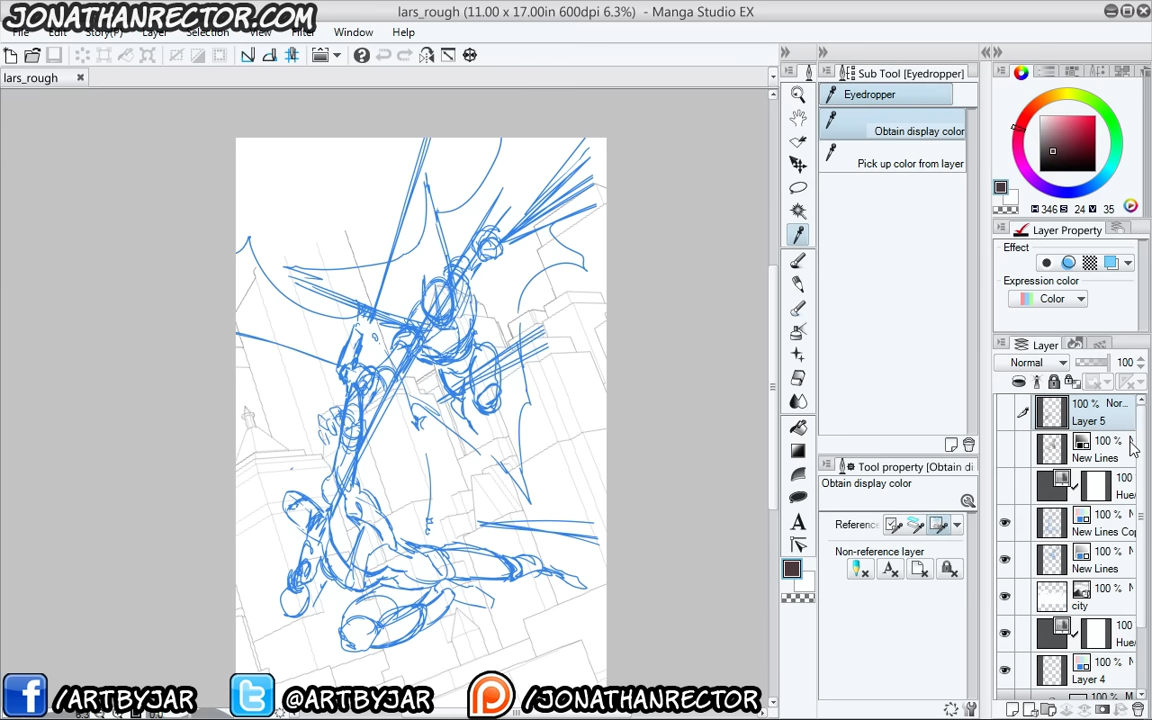 JONATHANRECTOR.COM
lars_rough (11.00 x 17.00in 600dpi 6.3%) - Manga Studio EX
File Edit Story(P) Layer Selection View Filter Window Help
lars_rough
Sub Tool [Eyedropper]
Eyedropper
Obtain display color
Pick up color from layer
H 346 S 24 V 35
Layer Property
Effect
Expression color
Color
Layer
Normal 100
100 % Nor...
Layer 5
100 %
New Lines
100
Hue/
100 %
New Lines Co
100 %
New Lines
100 %
city
100
Hue/
100 %
Layer 4
100 %
Tool property [Obtain di
Obtain display color
Reference
Non-reference layer
/ARTBYJAR
@ARTBYJAR
/JONATHANRECTOR